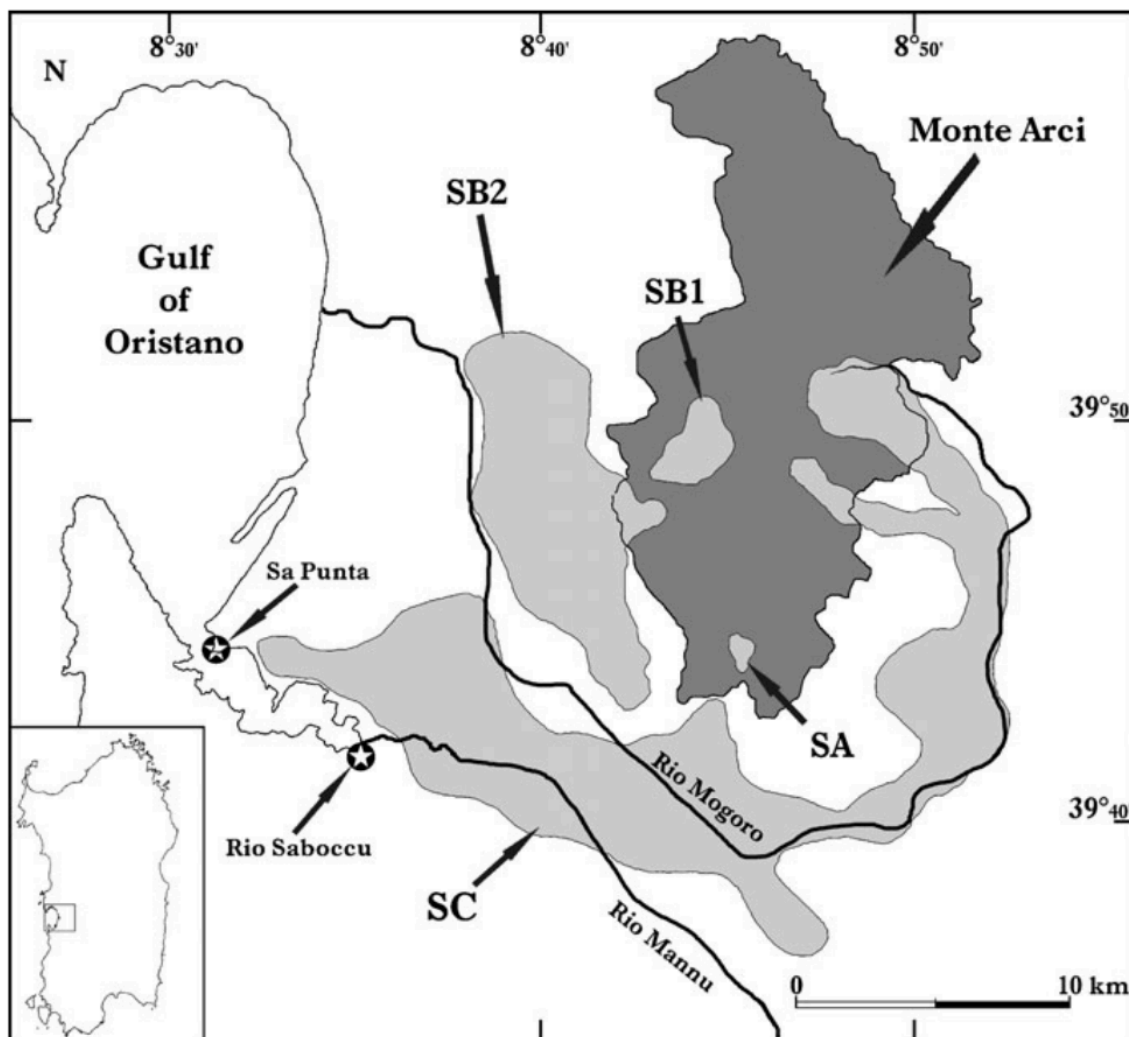 8°30'
8°40'
8°50'
N
Monte Arci
SB2
Gulf
of
Oristano
SB1
39°50'
Sa Punta
SA
Rio Mogoro
39°40'
Rio Saboccu
SC
Rio Mannu
0
10 km